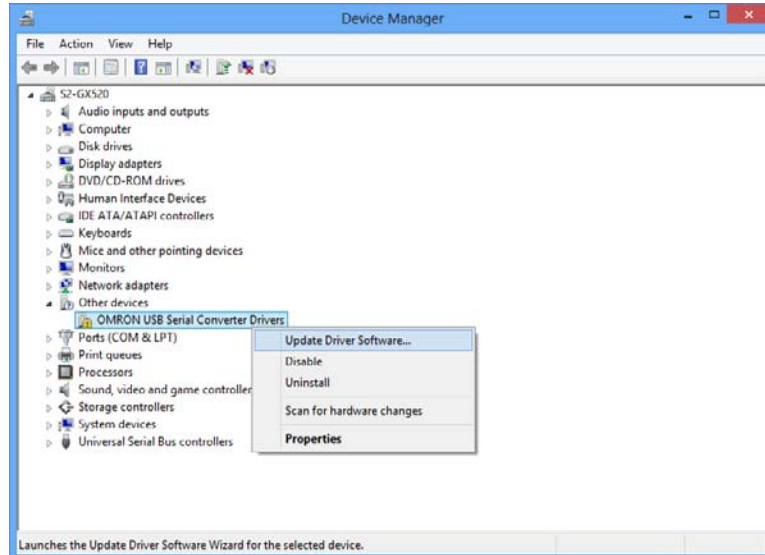 Device Manager
File Action View Help
S2-GX520
Audio inputs and outputs
Computer
Disk drives
Display adapters
DVD/CD-ROM drives
Human Interface Devices
IDE ATA/ATAPI controllers
Keyboards
Mice and other pointing devices
Monitors
Network adapters
Other devices
OMRON USB Serial Converter Drivers
Ports (COM & LPT)
Print queues
Processors
Sound, video and game controller
Storage controllers
System devices
Universal Serial Bus controllers
Update Driver Software...
Disable
Uninstall
Scan for hardware changes
Properties
Launches the Update Driver Software Wizard for the selected device.